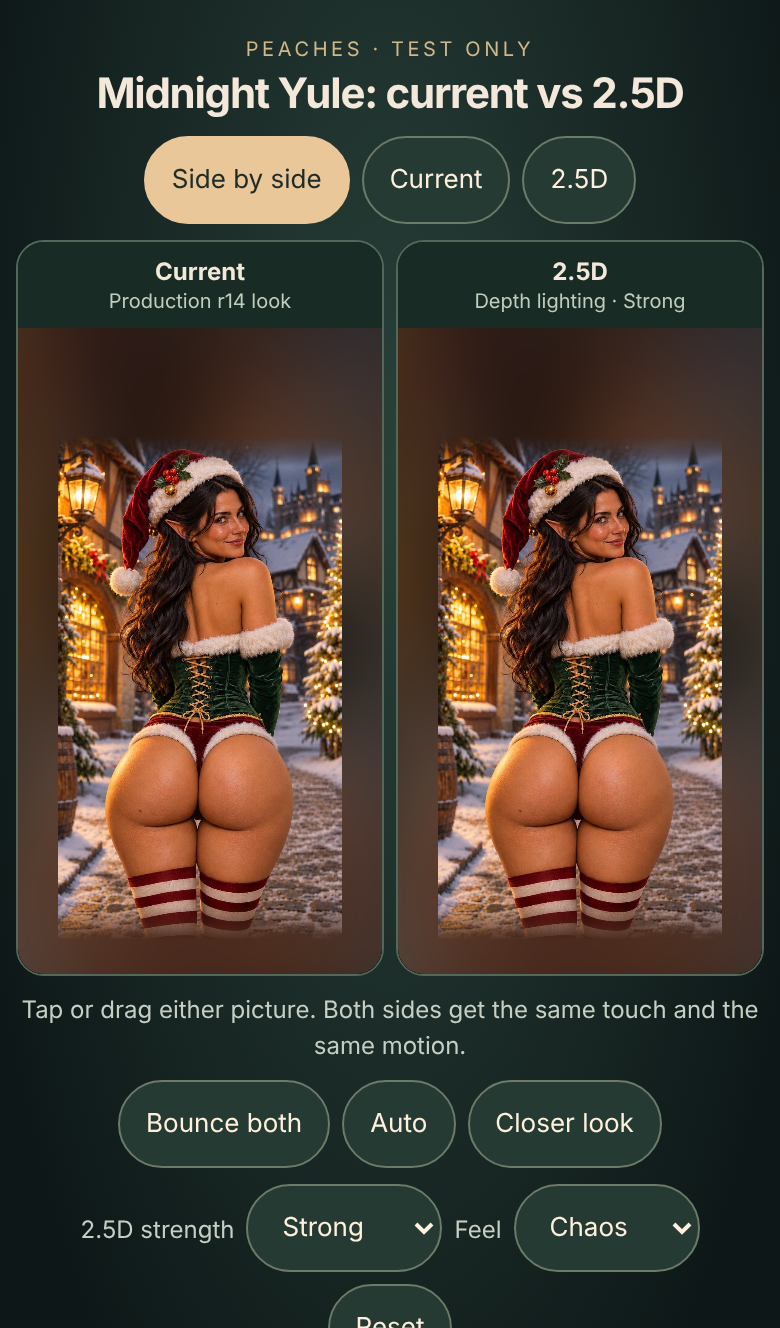 PEACHES · TEST ONLY
Midnight Yule: current vs 2.5D
Side by side
Current
2.5D
Current
Production r14 look
2.5D
Depth lighting · Strong
Tap or drag either picture. Both sides get the same touch and the
same motion.
Bounce both
Auto
Closer look
2.5D strength
Strong
Feel
Chaos
Reset